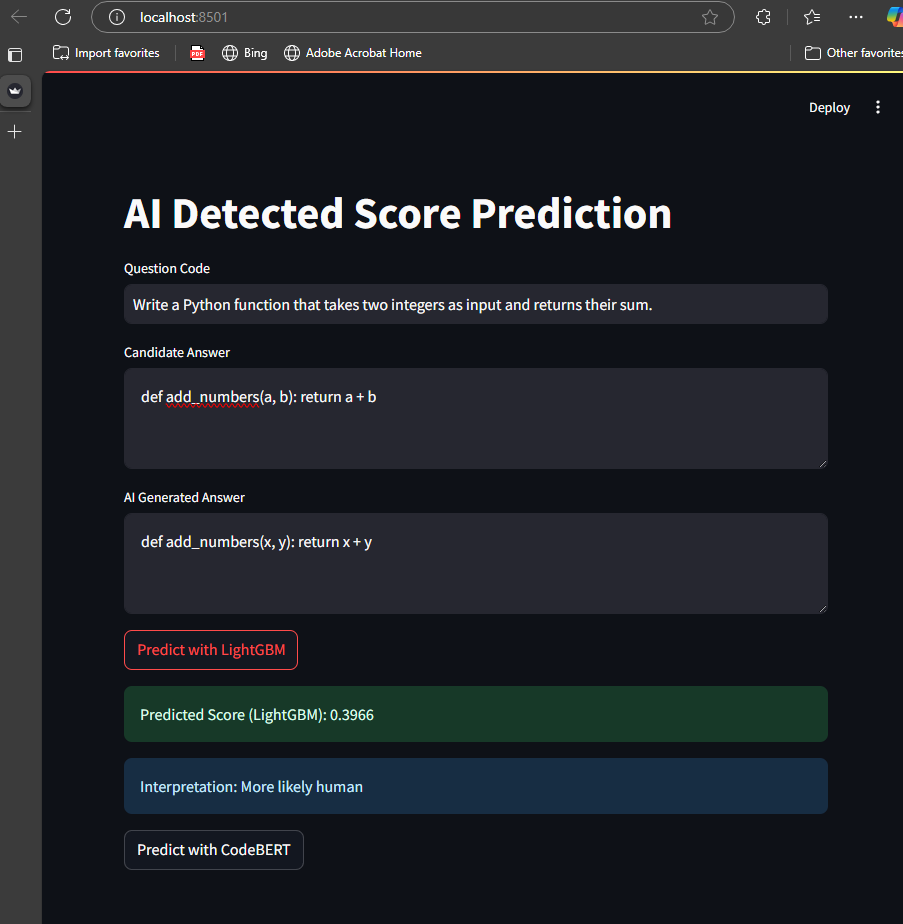 localhost:8501
Import favorites
PDF
Bing
Adobe Acrobat Home
Other favorites
Deploy
AI Detected Score Prediction
Question Code
Write a Python function that takes two integers as input and returns their sum.
Candidate Answer
def add_numbers(a, b): return a + b
AI Generated Answer
def add_numbers(x, y): return x + y
Predict with LightGBM
Predicted Score (LightGBM): 0.3966
Interpretation: More likely human
Predict with CodeBERT